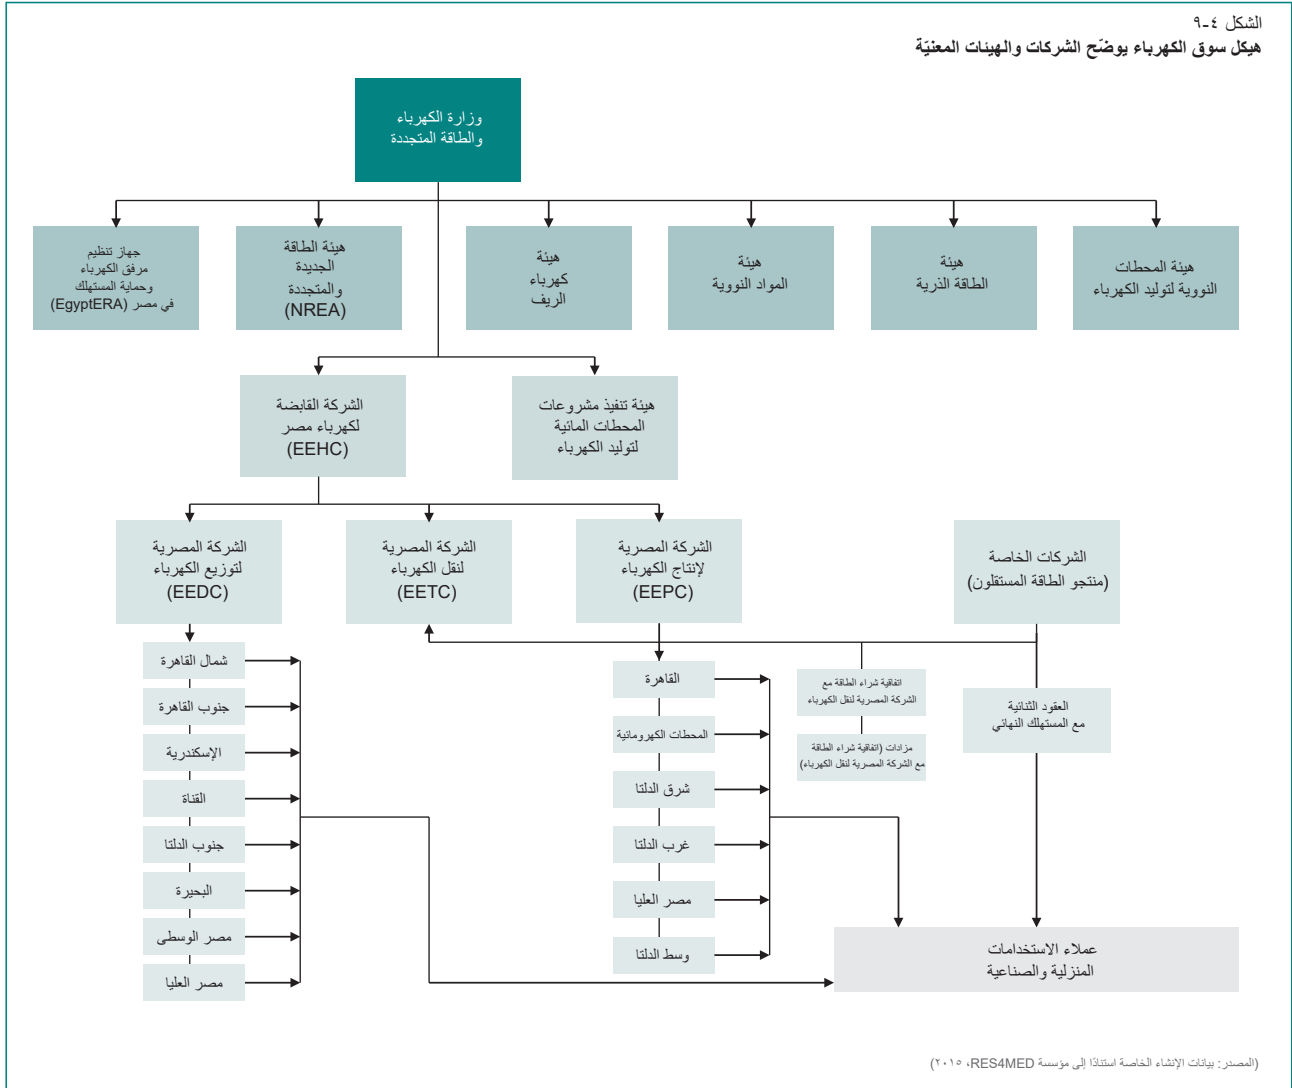 الشكل ٤-٩
هيكل سوق الكهرباء يوضّح الشركات والهيئات المعنيّة
وزارة الكهرباء
والطاقة المتجددة
هيئة المحطات
النووية لتوليد الكهرباء
هيئة
الطاقة الذرية
هيئة
المواد النووية
هيئة
كهرباء
الريف
هيئة الطاقة
الجديدة
والمتجددة
(NREA)
جهاز تنظيم
مرفق الكهرباء
وحماية المستهلك
في مصر (EgyptERA)
هيئة تنفيذ مشروعات
المحطات المائية
لتوليد الكهرباء
الشركة القابضة
لكهرباء مصر
(EEHC)
الشركات الخاصة
(منتجو الطاقة المستقلون)
الشركة المصرية
لإنتاج الكهرباء
(EEPC)
الشركة المصرية
لنقل الكهرباء
(EETC)
الشركة المصرية
لتوزيع الكهرباء
(EEDC)
العقود الثنائية
مع المستهلك النهائي
اتفاقية شراء الطاقة مع
الشركة المصرية لنقل الكهرباء
مزادات (اتفاقية شراء الطاقة
مع الشركة المصرية لنقل الكهرباء)
القاهرة
المحطات الكهرومائية
شرق الدلتا
غرب الدلتا
مصر العليا
وسط الدلتا
شمال القاهرة
جنوب القاهرة
الإسكندرية
القناة
جنوب الدلتا
البحيرة
مصر الوسطى
مصر العليا
عملاء الاستخدامات
المنزلية والصناعية
(المصدر: بيانات الإنشاء الخاصة استنادًا إلى مؤسسة RES4MED، ٢٠١٥)